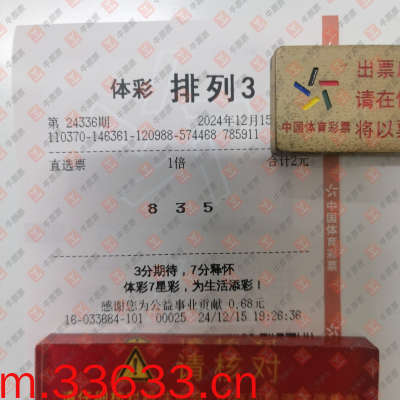 体彩 排列3
第 24336期 2024年12月15
110370-146361-120988-574468 785911
直选票 1倍 合计2元
8 3 5
3分期待，7分释怀
体彩7星彩，为生活添彩！
感谢您为公益事业贡献 0.68元
16-033684-101 00025 24/12/15 19:26:36
中国体育彩票
出票后
请在
将以
中国体育彩票
请核对
m.33633.cn